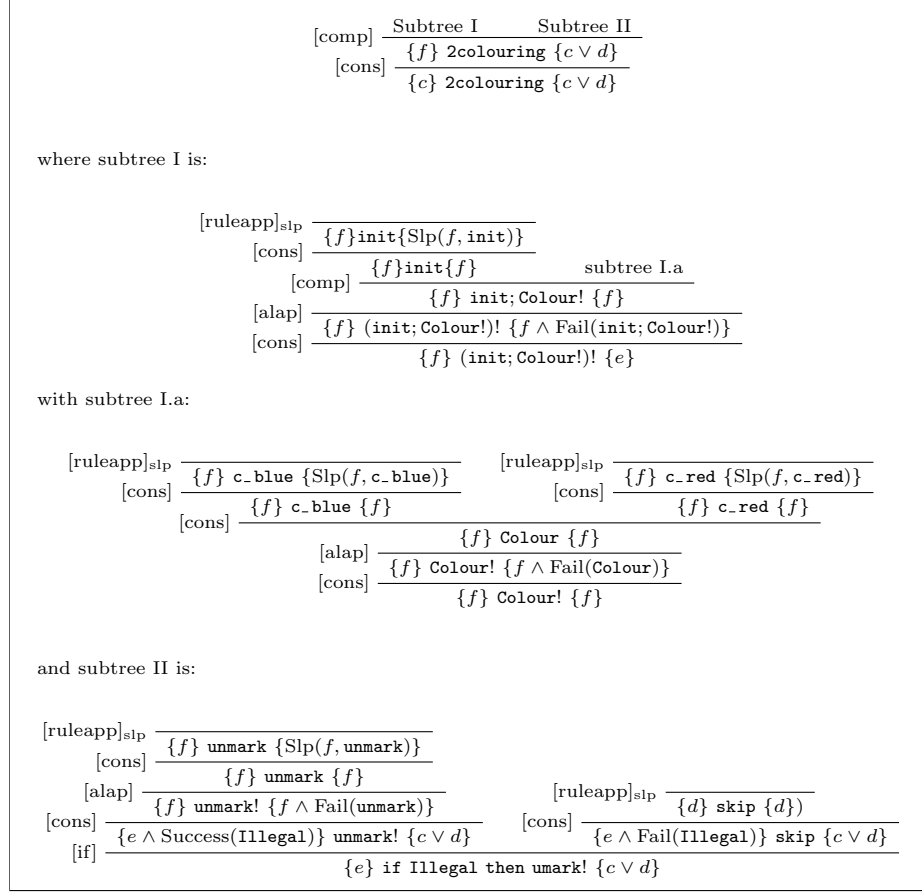 Subtree I Subtree II
[comp]
{f} 2colouring {c ∨ d}
[cons]
{c} 2colouring {c ∨ d}
where subtree I is:
[ruleapp]slp
{f}init{Slp(f, init)}
[cons]
{f}init{f} subtree I.a
[comp]
{f} init; Colour! {f}
[alap]
{f} (init; Colour!)! {f ∧ Fail(init; Colour!)}
[cons]
{f} (init; Colour!)! {e}
with subtree I.a:
[ruleapp]slp [ruleapp]slp
{f} c_blue {Slp(f, c_blue)} {f} c_red {Slp(f, c_red)}
[cons] [cons]
{f} c_blue {f} {f} c_red {f}
[cons]
{f} Colour {f}
[alap]
{f} Colour! {f ∧ Fail(Colour)}
[cons]
{f} Colour! {f}
and subtree II is:
[ruleapp]slp
{f} unmark {Slp(f, unmark)}
[cons]
{f} unmark {f}
[alap] [ruleapp]slp
{f} unmark! {f ∧ Fail(unmark)} {d} skip {d})
[cons] [cons]
{e ∧ Success(Illegal)} unmark! {c ∨ d} {e ∧ Fail(Illegal)} skip {c ∨ d}
[if]
{e} if Illegal then umark! {c ∨ d}